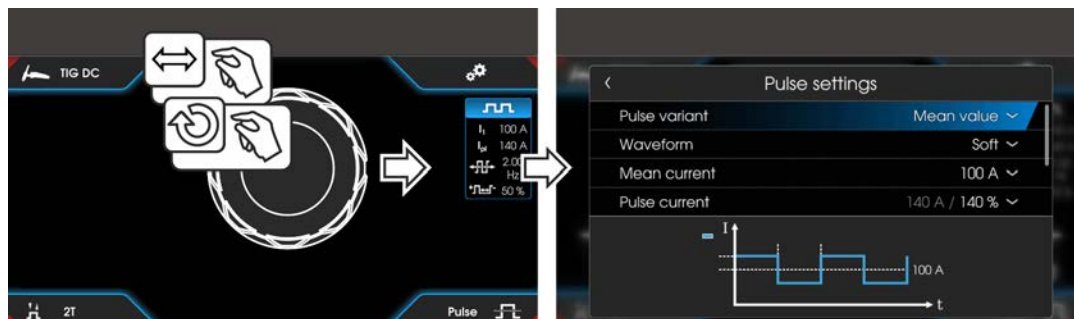 TIG DC
I1 100 A
Ipl 140 A
2.00
Hz
50 %
2T
Pulse
Pulse settings
Pulse variant Mean value
Waveform Soft
Mean current 100 A
Pulse current 140 A / 140 %
I
100 A
t